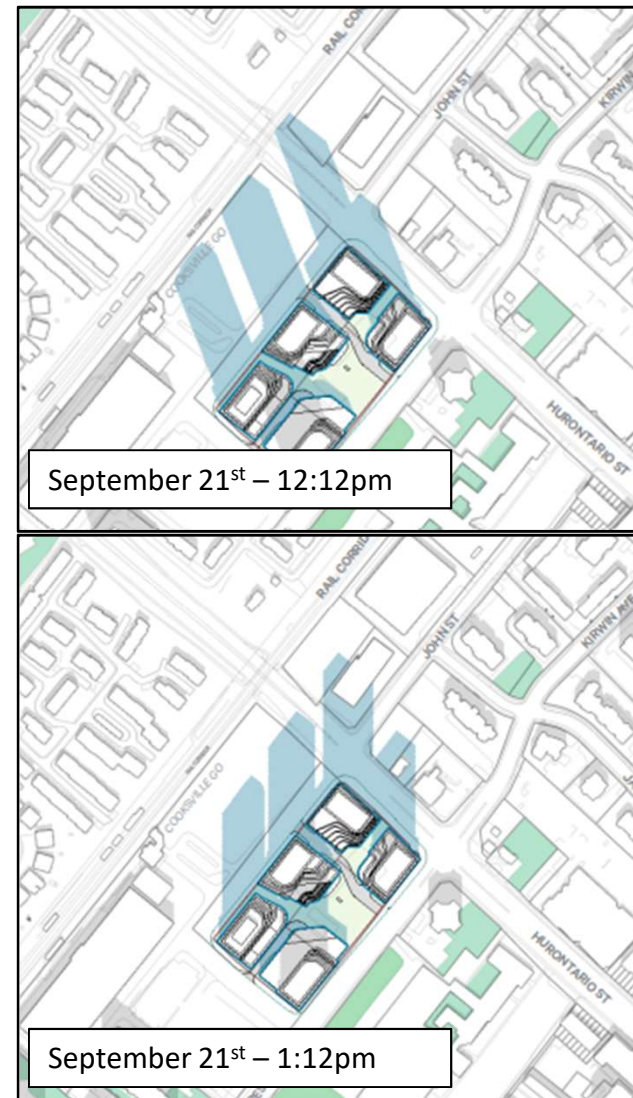 RAIL CORRIDOR
JOHN ST
KIRWIN
COOKSVILLE GO
HURONTARIO ST
September 21st – 12:12pm
RAIL CORRID
JOHN ST
KIRWIN AVE
COOKSVILLE GO
HURONTARIO ST
September 21st – 1:12pm